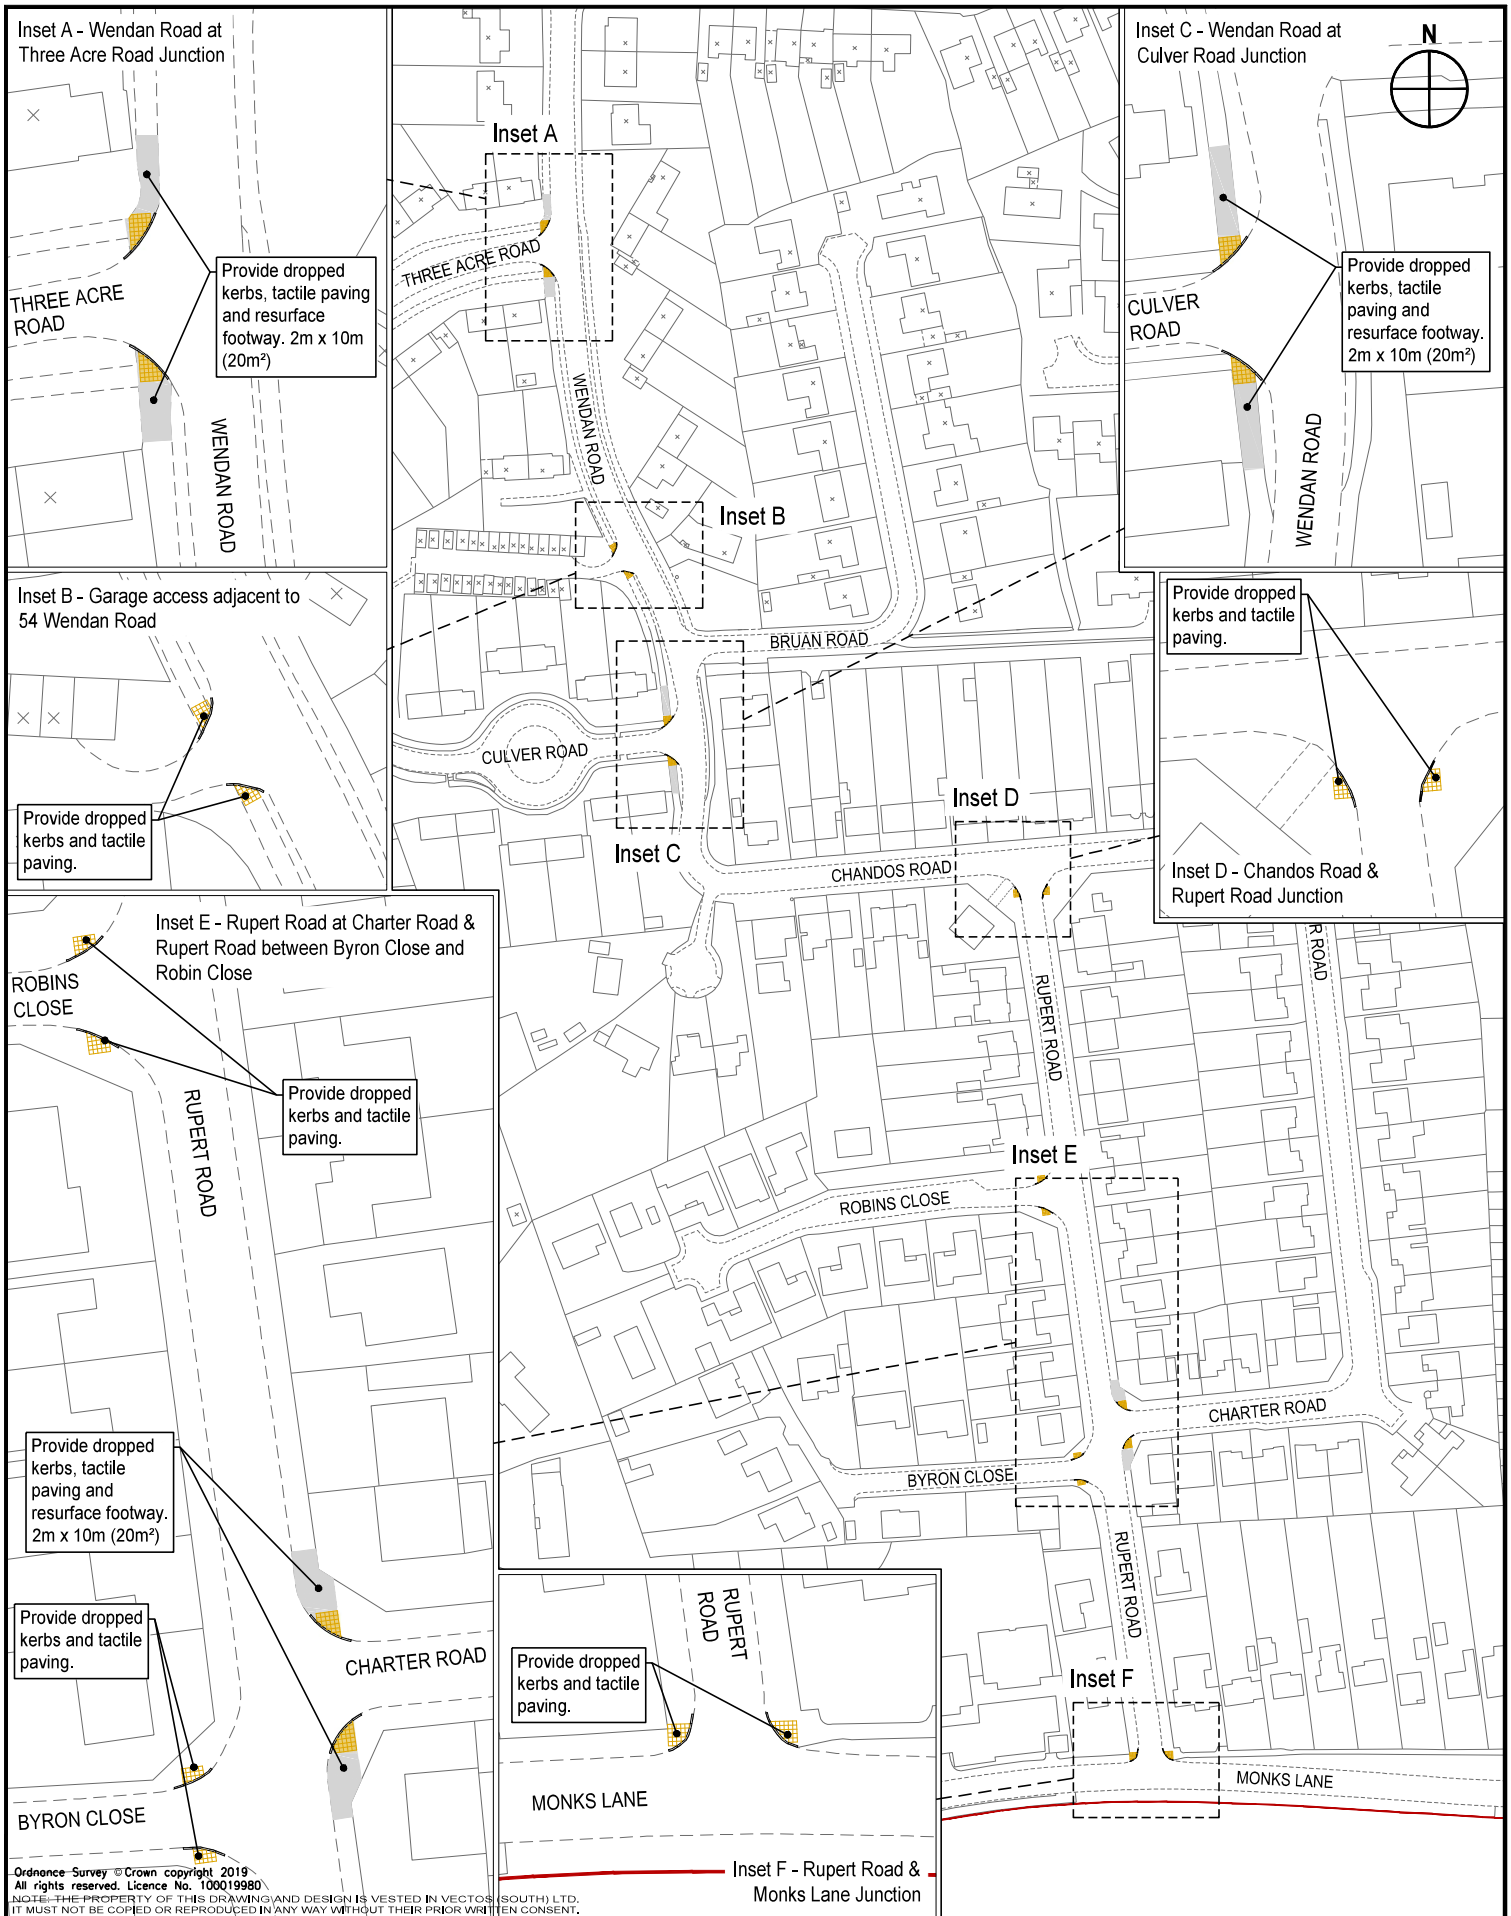 Inset A - Wendan Road at
Three Acre Road Junction
THREE ACRE
ROAD
Provide dropped
kerbs, tactile paving
and resurface
footway. 2m x 10m
(20m²)
WENDAN ROAD
Inset B - Garage access adjacent to
54 Wendan Road
Provide dropped
kerbs and tactile
paving.
Inset C - Wendan Road at
Culver Road Junction
N
CULVER
ROAD
Provide dropped
kerbs, tactile
paving and
resurface footway.
2m x 10m (20m²)
WENDAN ROAD
Provide dropped
kerbs and tactile
paving.
Inset D - Chandos Road &
Rupert Road Junction
Inset A
THREE ACRE ROAD
WENDAN ROAD
Inset B
BRUAN ROAD
CULVER ROAD
Inset C
Inset D
CHANDOS ROAD
R ROAD
RUPERT ROAD
Inset E
ROBINS CLOSE
CHARTER ROAD
BYRON CLOSE
RUPERT ROAD
Inset F
MONKS LANE
Inset E - Rupert Road at Charter Road &
Rupert Road between Byron Close and
Robin Close
ROBINS
CLOSE
Provide dropped
kerbs and tactile
paving.
RUPERT ROAD
Provide dropped
kerbs, tactile
paving and
resurface footway.
2m x 10m (20m²)
Provide dropped
kerbs and tactile
paving.
CHARTER ROAD
BYRON CLOSE
RUPERT
ROAD
Provide dropped
kerbs and tactile
paving.
MONKS LANE
Inset F - Rupert Road &
Monks Lane Junction
Ordnance Survey © Crown copyright 2019
All rights reserved. Licence No. 100019980
NOTE: THE PROPERTY OF THIS DRAWING AND DESIGN IS VESTED IN VECTOS (SOUTH) LTD.
IT MUST NOT BE COPIED OR REPRODUCED IN ANY WAY WITHOUT THEIR PRIOR WRITTEN CONSENT.